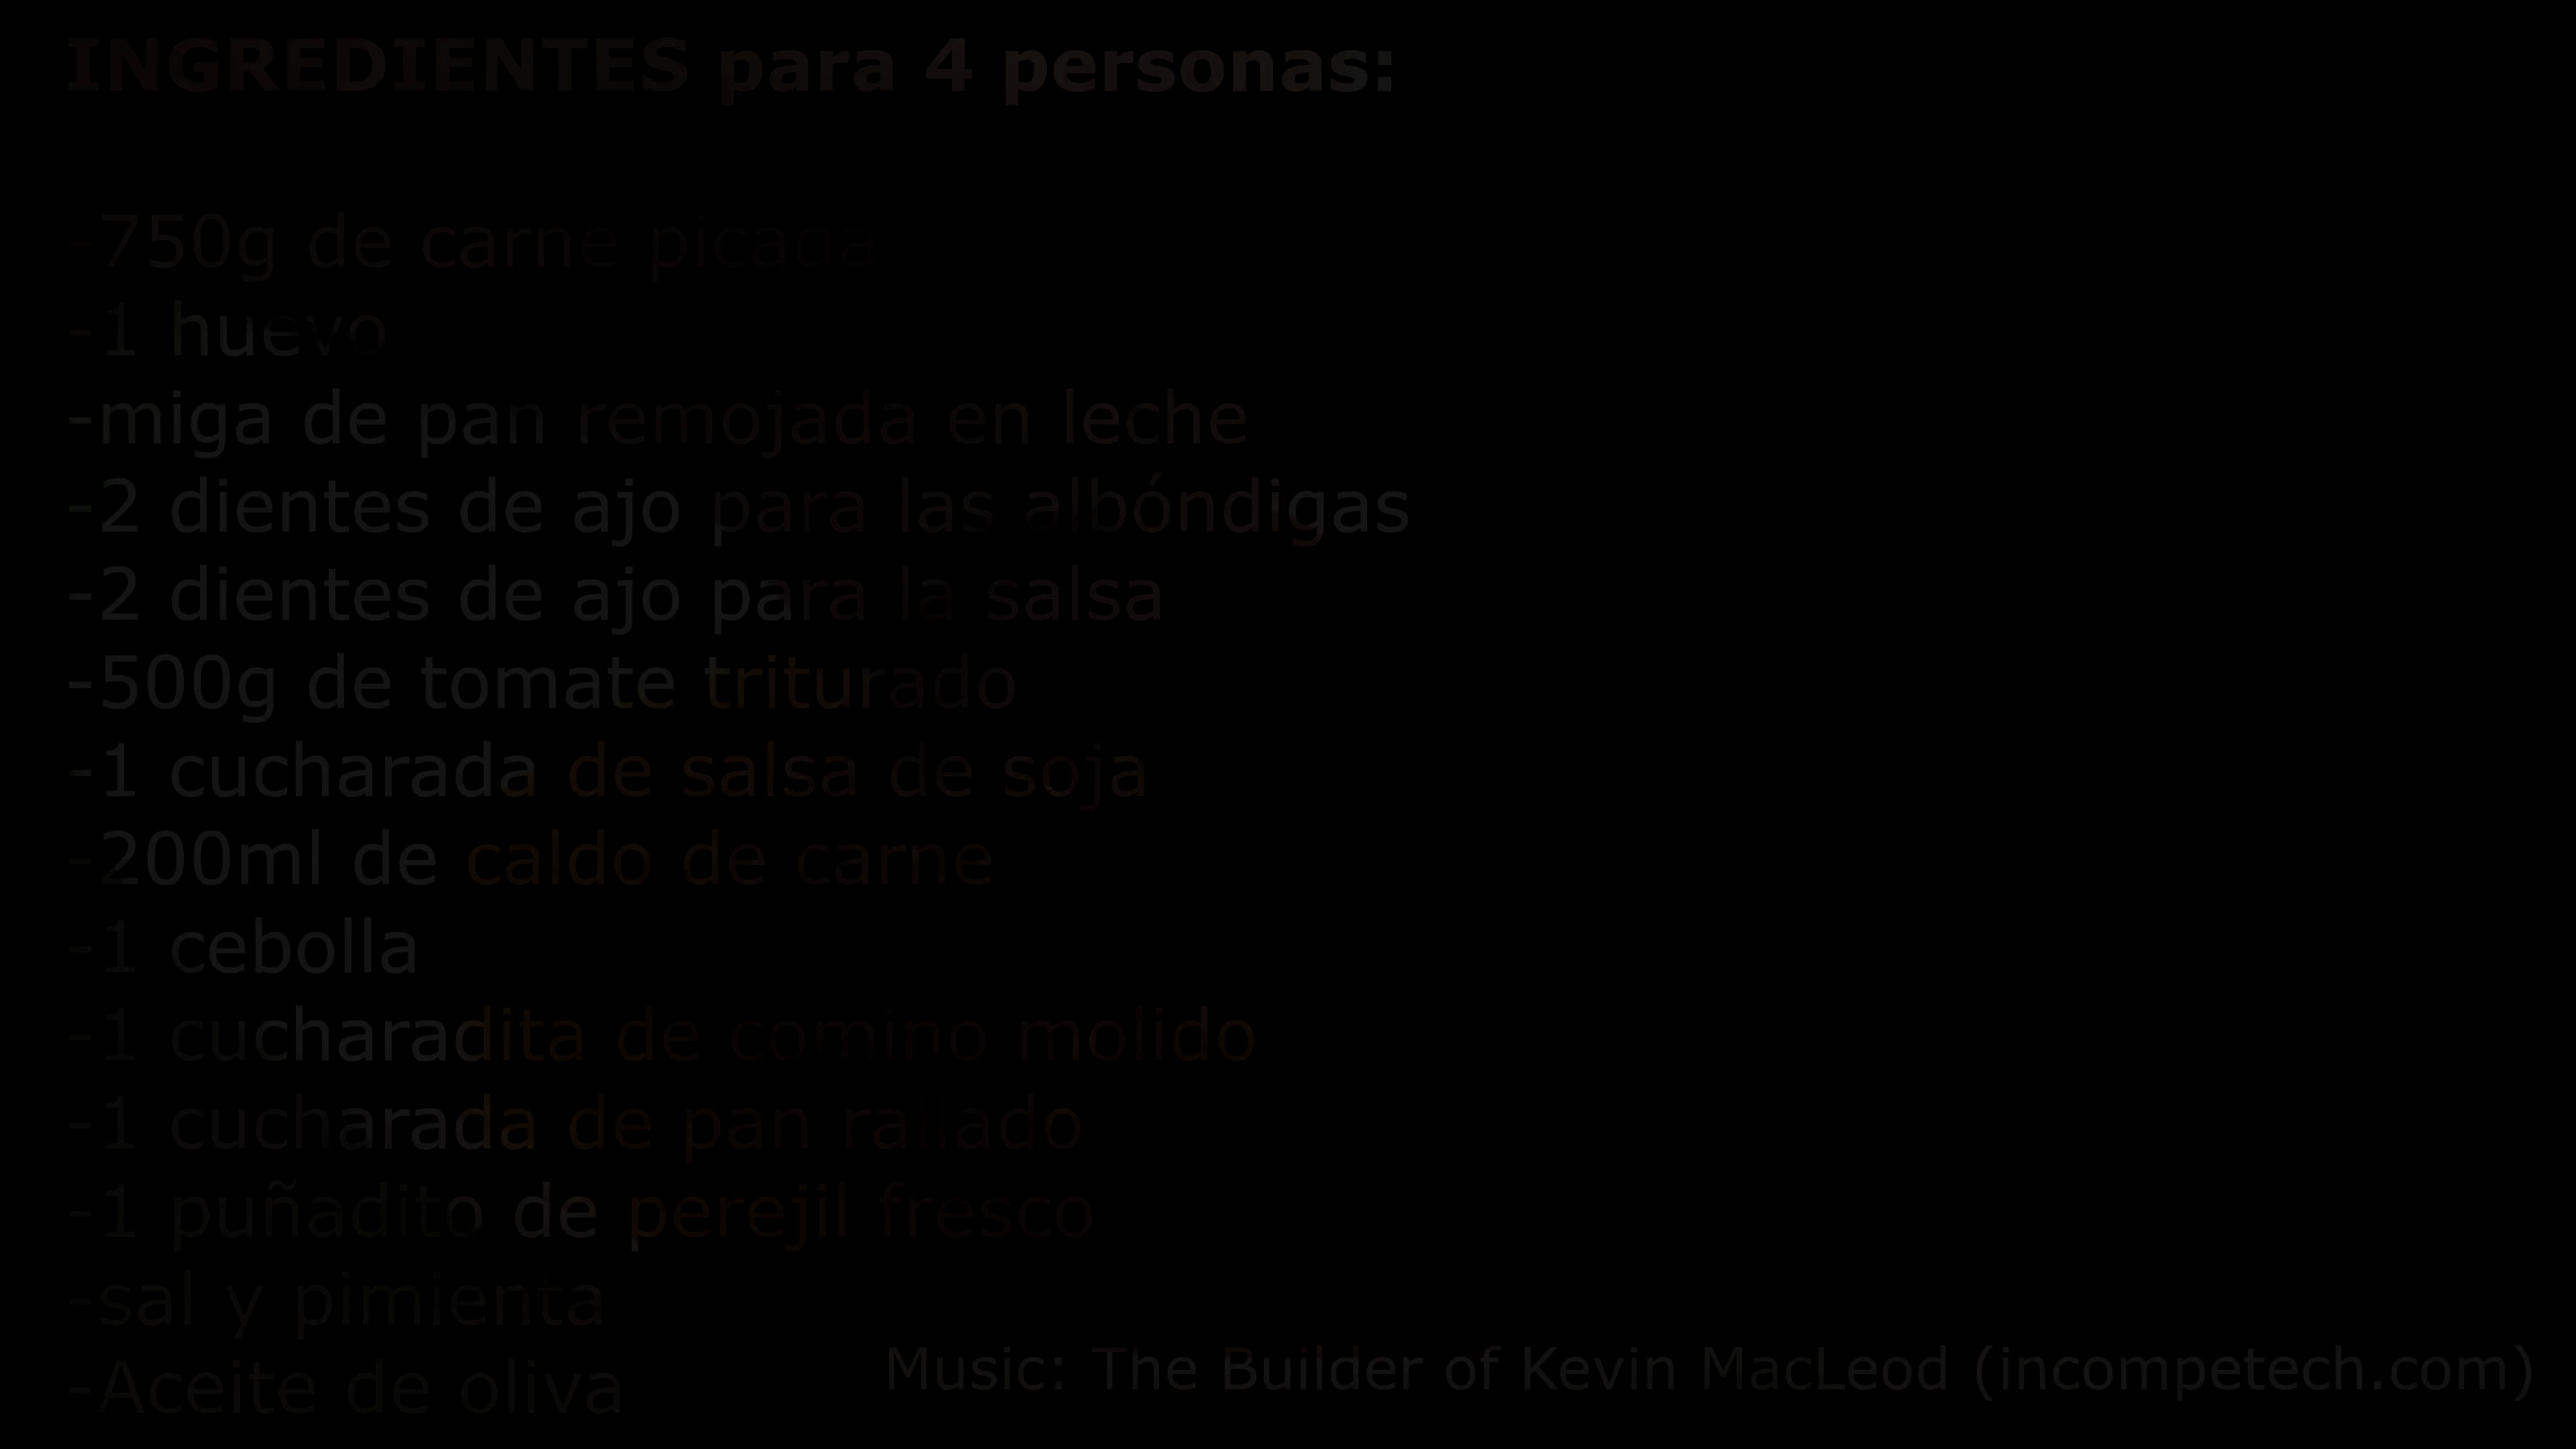 INGREDIENTES para 4 personas:
-750g de carne picada
-1 huevo
-miga de pan remojada en leche
-2 dientes de ajo para las albóndigas
-2 dientes de ajo para la salsa
-500g de tomate triturado
-1 cucharada de salsa de soja
-200ml de caldo de carne
-1 cebolla
-1 cucharadita de comino molido
-1 cucharada de pan rallado
-1 puñadito de perejil fresco
-sal y pimienta
-Aceite de oliva
Music: The Builder of Kevin MacLeod (incompetech.com)